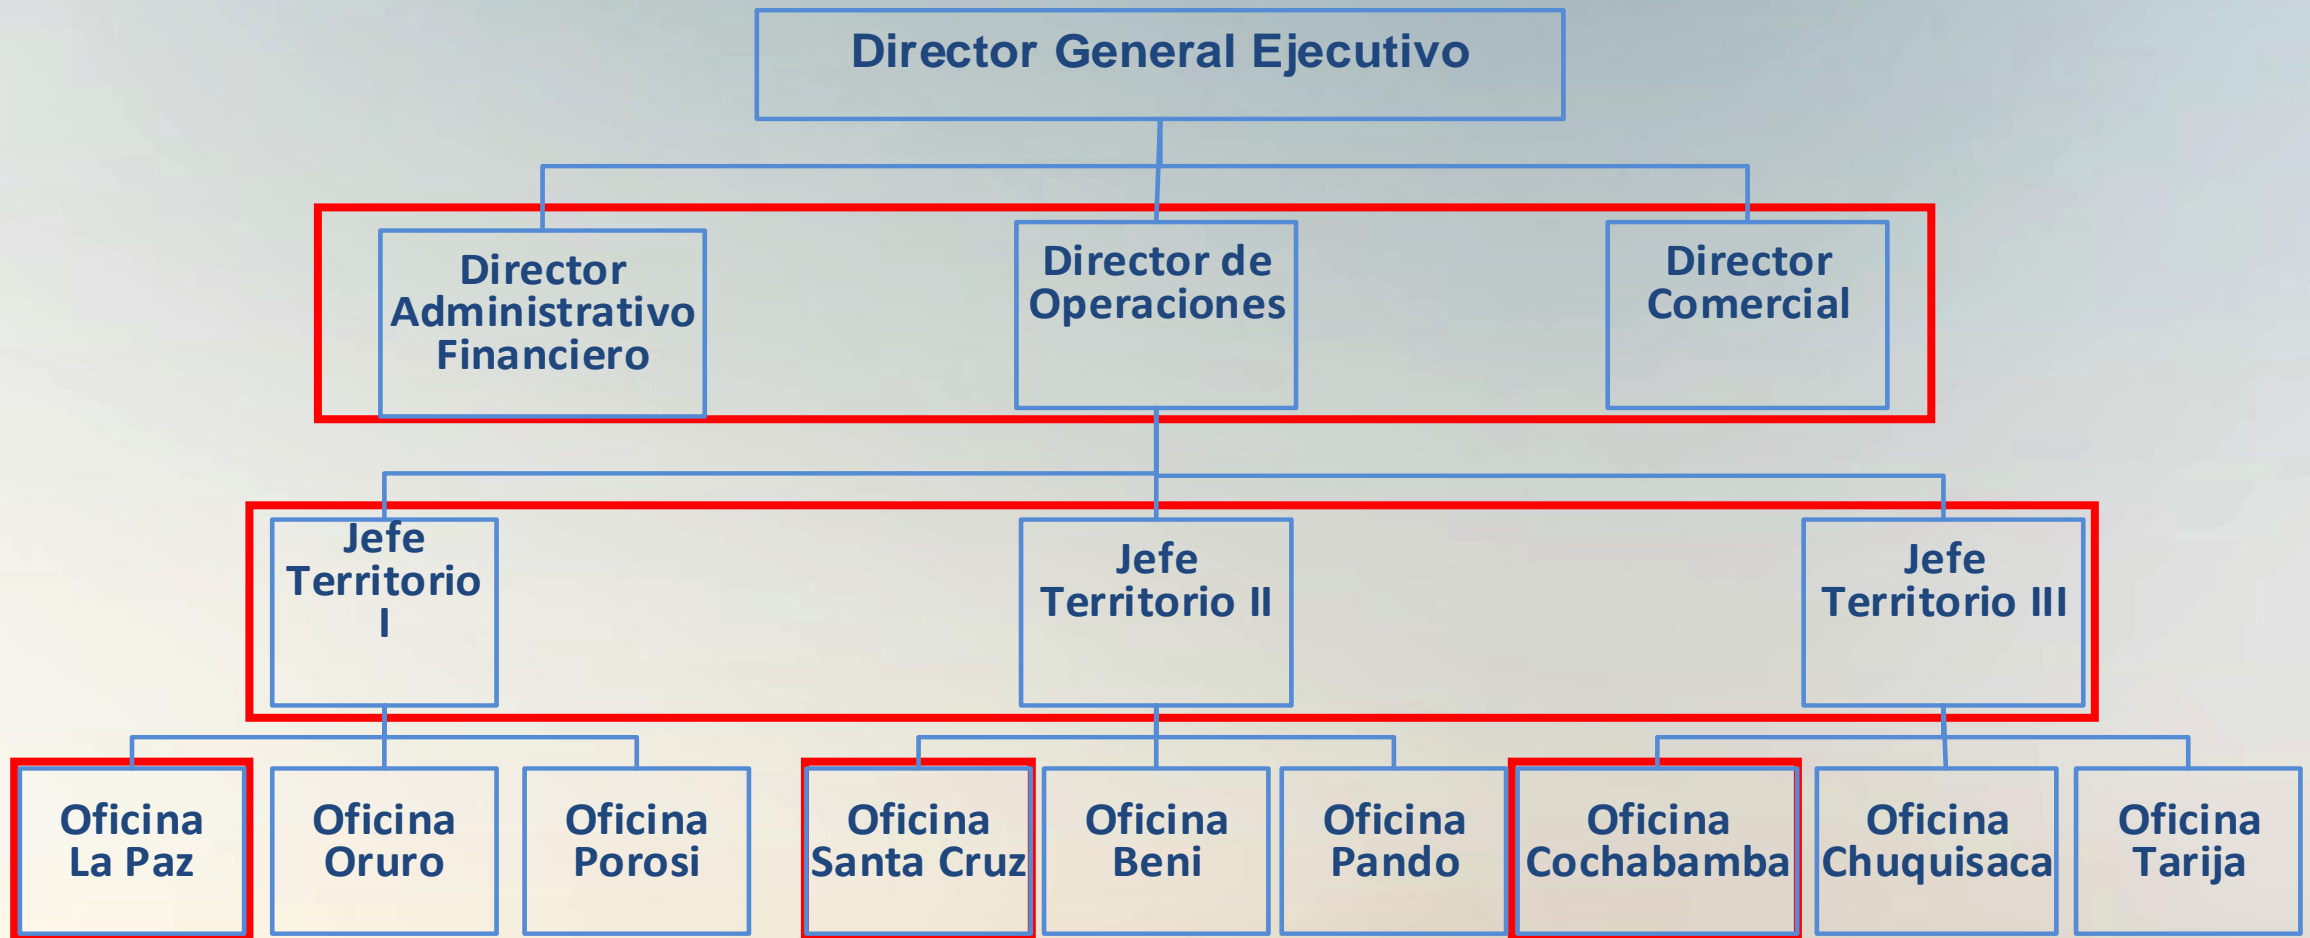 Director General Ejecutivo
Director
Administrativo
Financiero
Director de
Operaciones
Director
Comercial
Jefe
Territorio
I
Jefe
Territorio II
Jefe
Territorio III
Oficina
La Paz
Oficina
Oruro
Oficina
Porosi
Oficina
Santa Cruz
Oficina
Beni
Oficina
Pando
Oficina
Cochabamba
Oficina
Chuquisaca
Oficina
Tarija